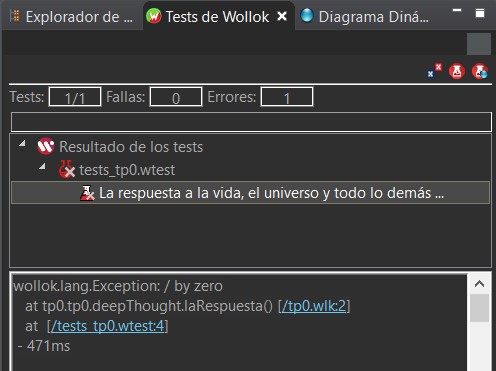 Explorador de ...
Tests de Wollok
Diagrama Diná...
Tests: 1/1 Fallas: 0 Errores: 1
Resultado de los tests
tests_tp0.wtest
La respuesta a la vida, el universo y todo lo demás ...
wollok.lang.Exception: / by zero
at tp0.tp0.deepThought.laRespuesta() [/tp0.wlk:2]
at [/tests_tp0.wtest:4]
- 471ms